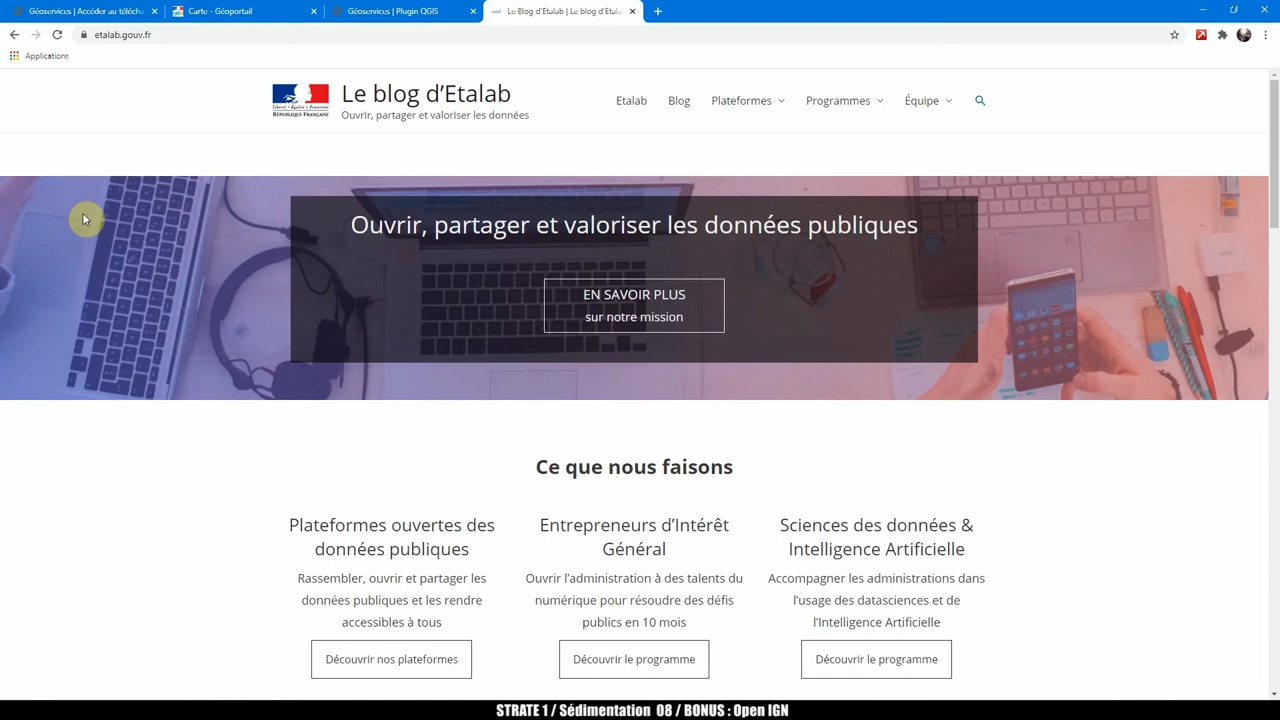 Géoservices | Accéder au télécha
Carte - Géoportail
Géoservices | Plugin QGIS
Le Blog d'Etalab | Le blog d'Etala
etalab.gouv.fr
Applications
RÉPUBLIQUE FRANÇAISE
Le blog d'Etalab
Ouvrir, partager et valoriser les données
Etalab
Blog
Plateformes
Programmes
Équipe
Ouvrir, partager et valoriser les données publiques
EN SAVOIR PLUS
sur notre mission
Ce que nous faisons
Plateformes ouvertes des
données publiques
Rassembler, ouvrir et partager les
données publiques et les rendre
accessibles à tous
Découvrir nos plateformes
Entrepreneurs d'Intérêt
Général
Ouvrir l'administration à des talents du
numérique pour résoudre des défis
publics en 10 mois
Découvrir le programme
Sciences des données &
Intelligence Artificielle
Accompagner les administrations dans
l'usage des datasciences et de
l'Intelligence Artificielle
Découvrir le programme
STRATE 1 / Sédimentation 08 / BONUS : Open IGN